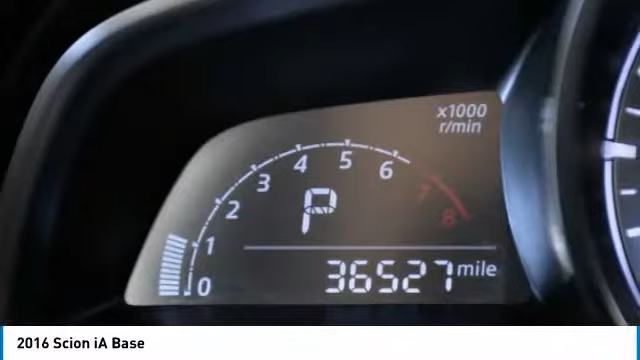 x1000
r/min
0 1 2 3 4 5 6 7 8
P
36527 mile
2016 Scion iA Base